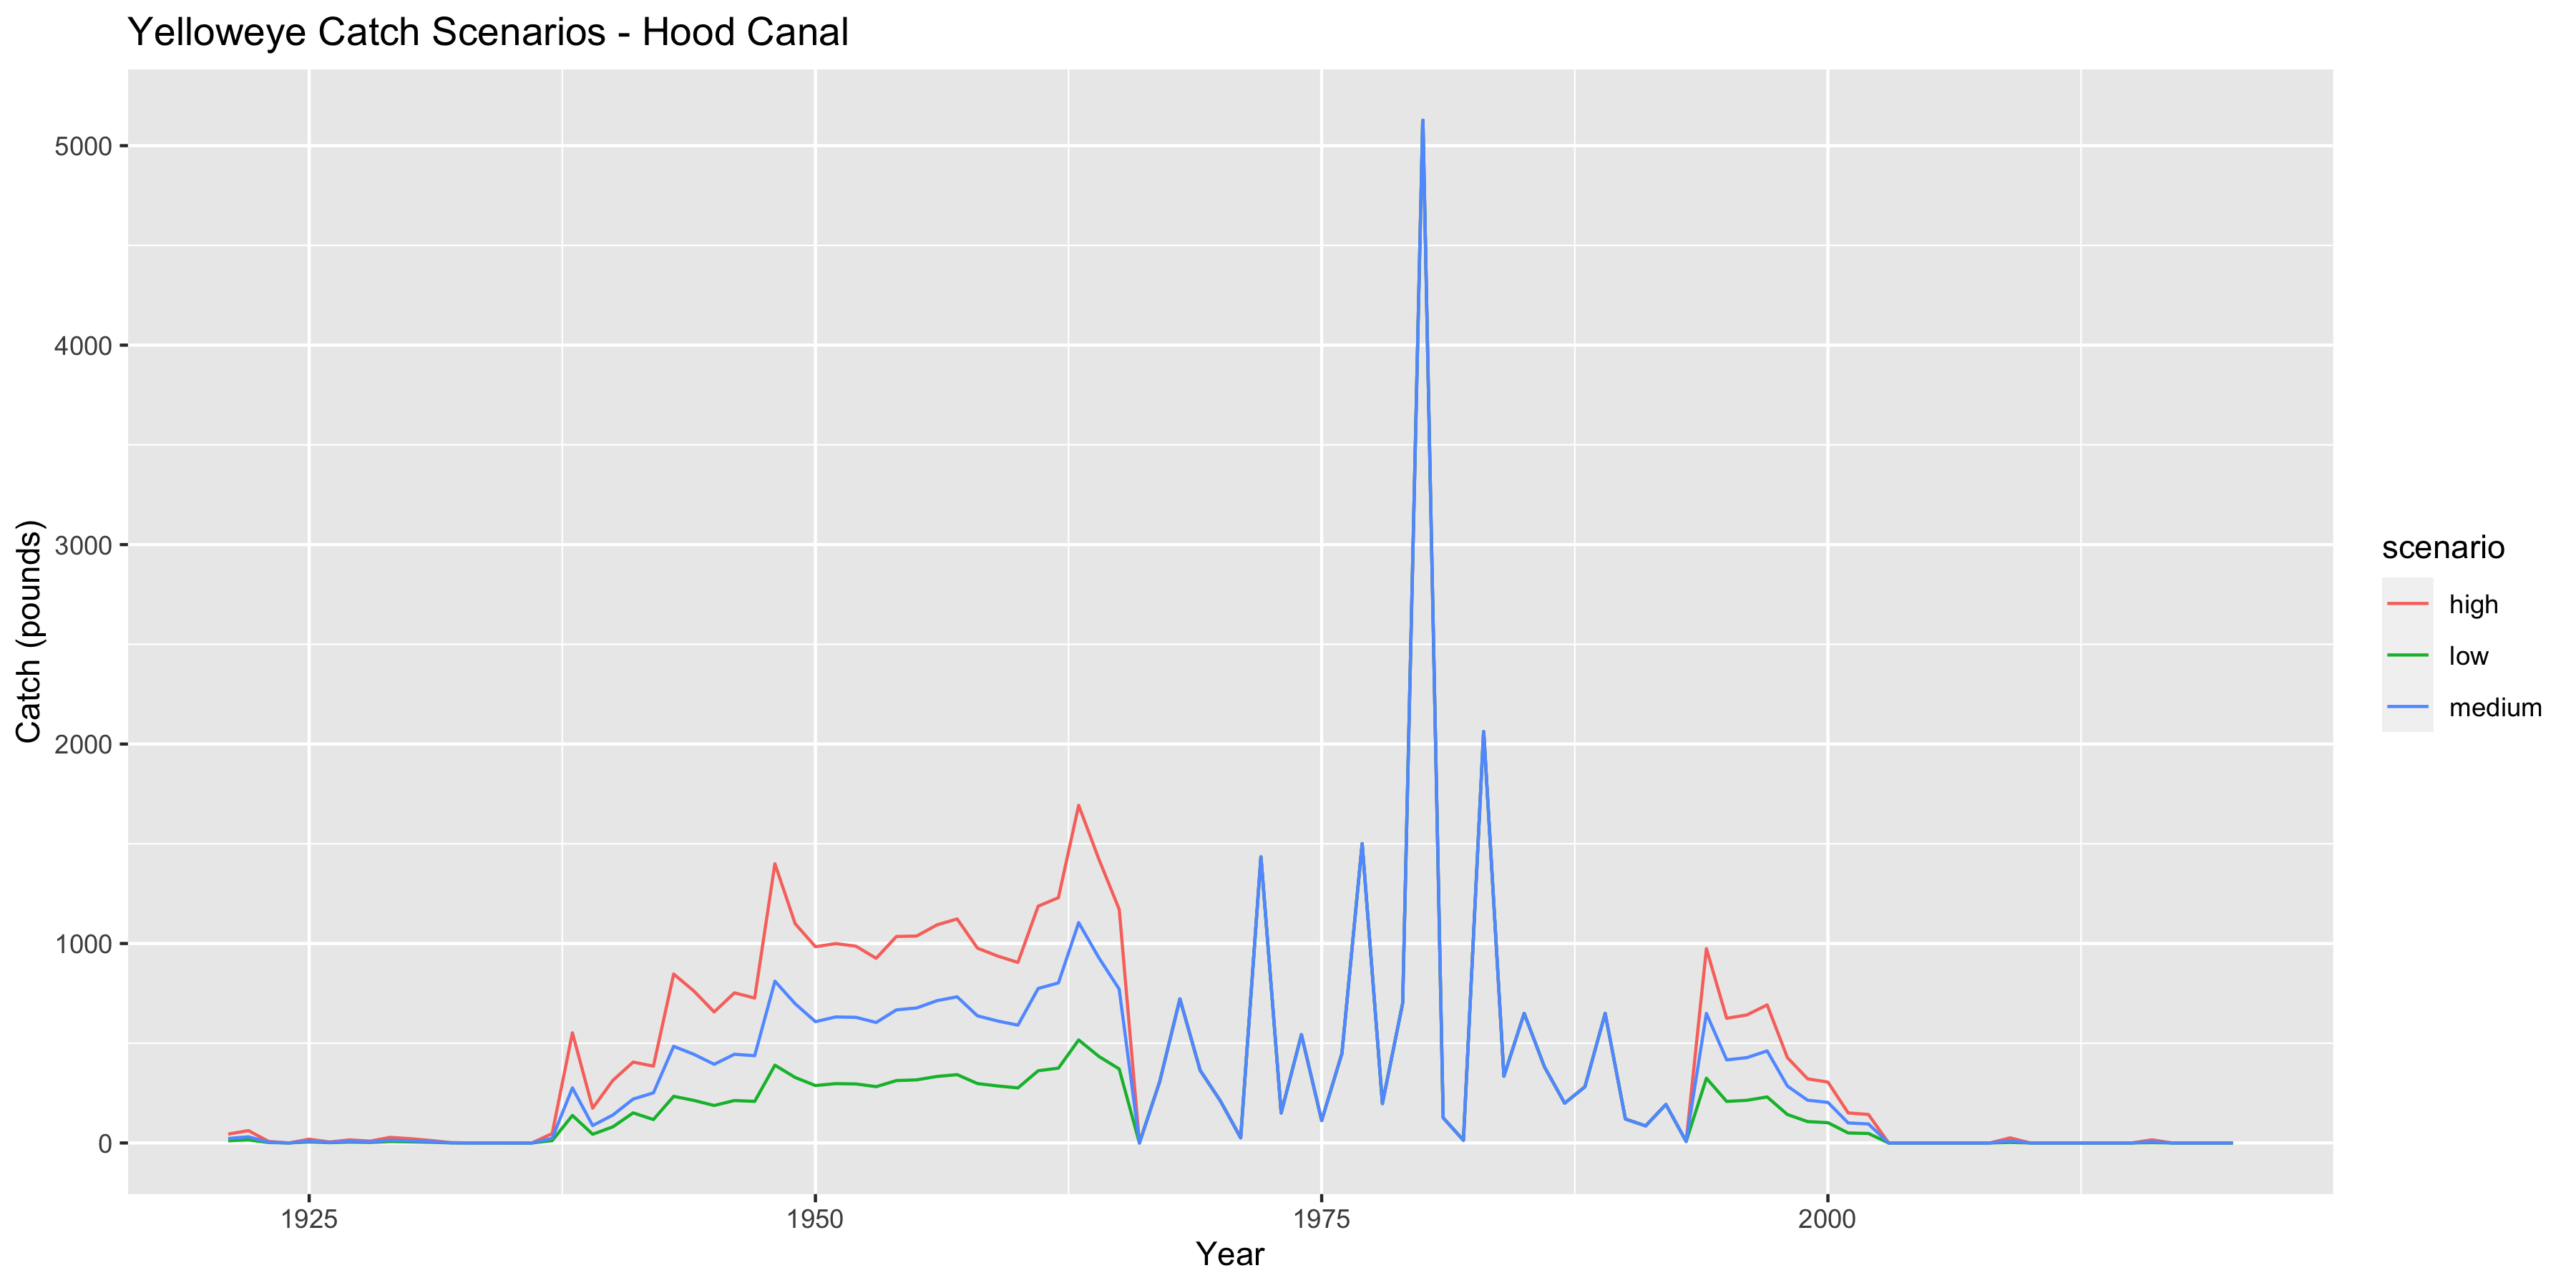 Yelloweye Catch Scenarios - Hood Canal
Catch (pounds)
5000
4000
3000
2000
1000
0
1925
1950
1975
2000
Year
scenario
high
low
medium